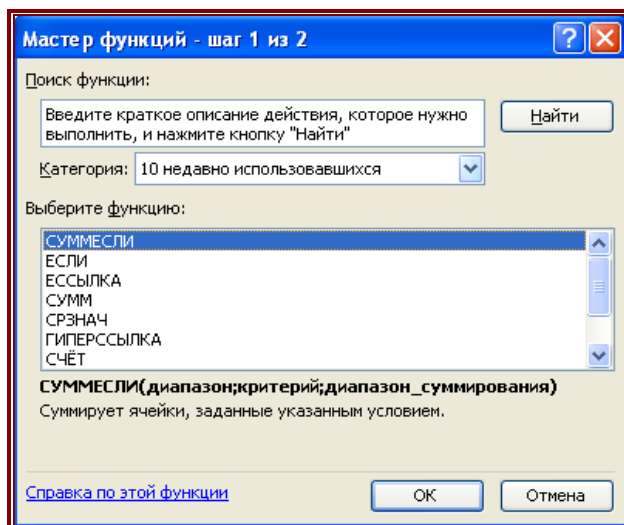 Мастер функций - шаг 1 из 2
Поиск функции:
Введите краткое описание действия, которое нужно
выполнить, и нажмите кнопку "Найти"
Найти
Категория: 10 недавно использовавшихся
Выберите функцию:
СУММЕСЛИ
ЕСЛИ
ЕССЫЛКА
СУММ
СРЗНАЧ
ГИПЕРССЫЛКА
СЧЁТ
СУММЕСЛИ(диапазон;критерий;диапазон_суммирования)
Суммирует ячейки, заданные указанным условием.
Справка по этой функции
ОК
Отмена